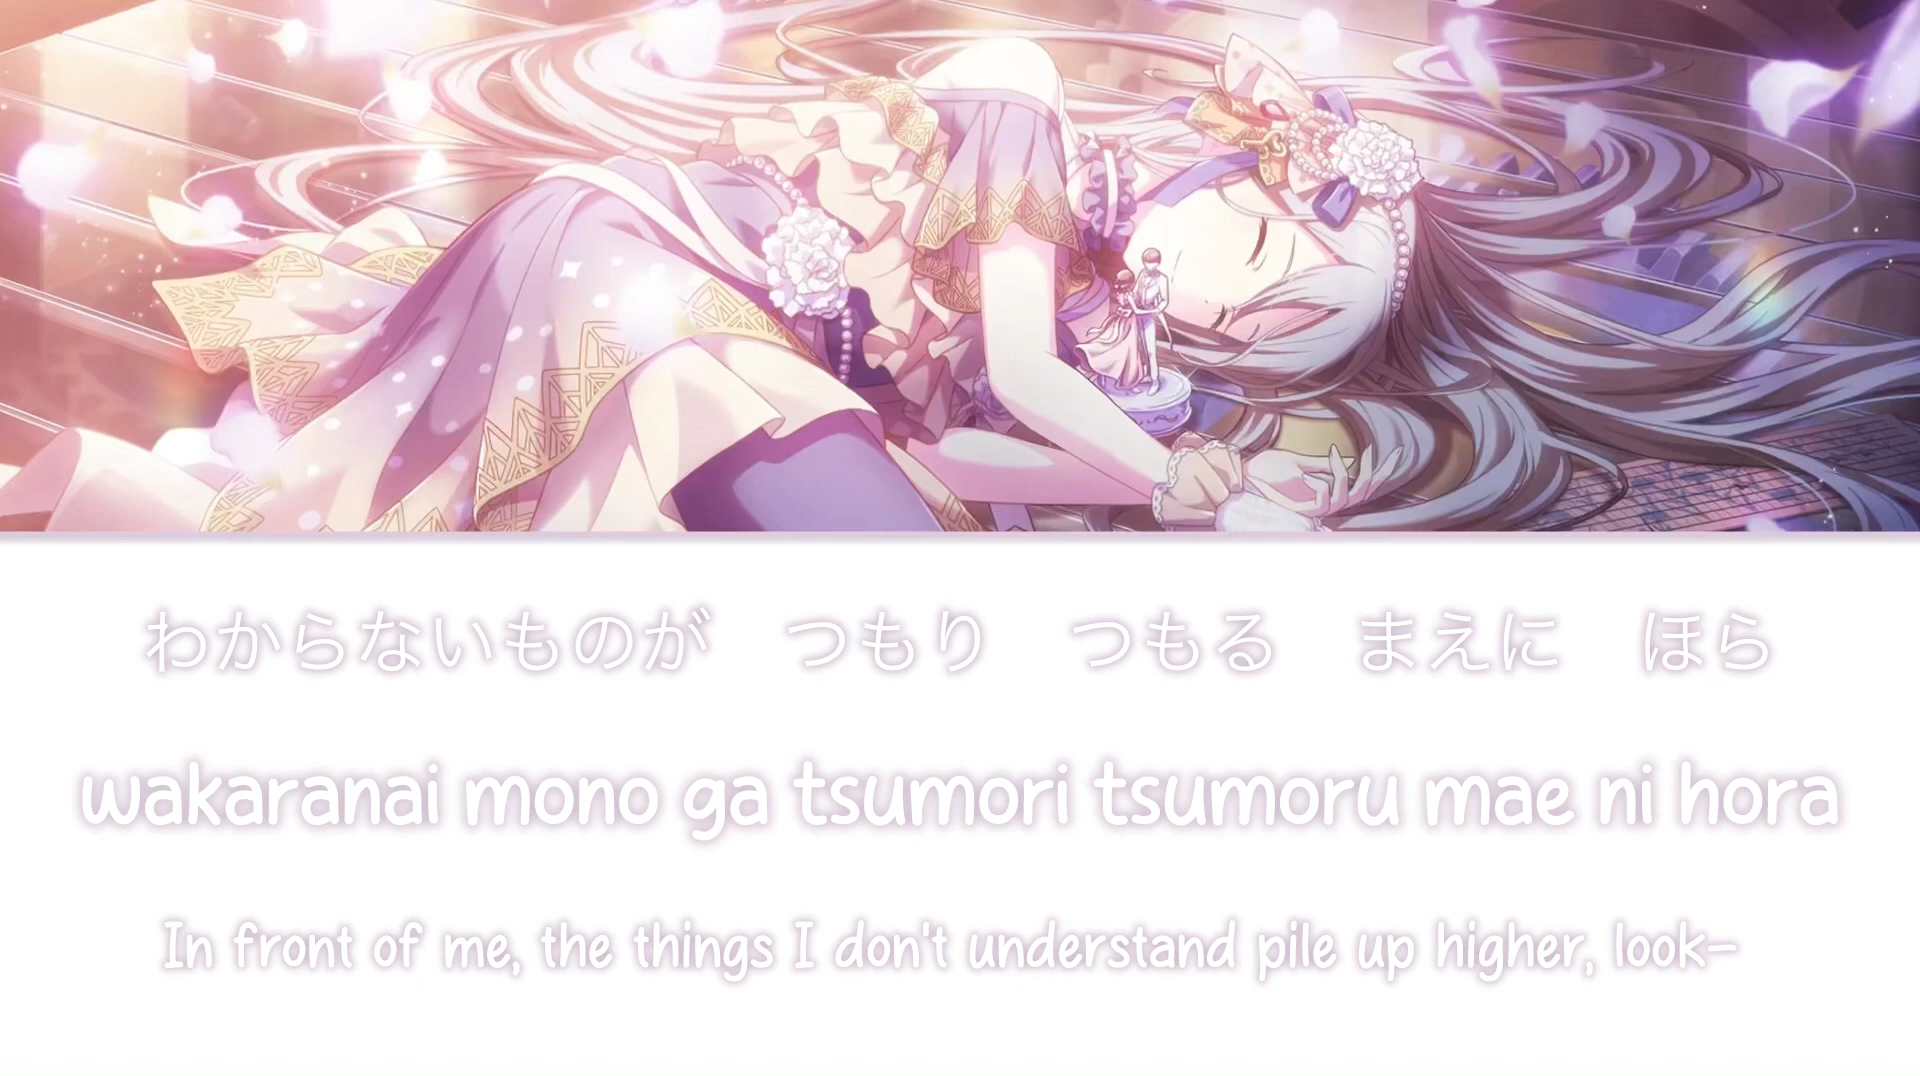 わからないものが　つもり　つもる　まえに　ほら
wakaranai mono ga tsumori tsumoru mae ni hora
In front of me, the things I don't understand pile up higher, look-